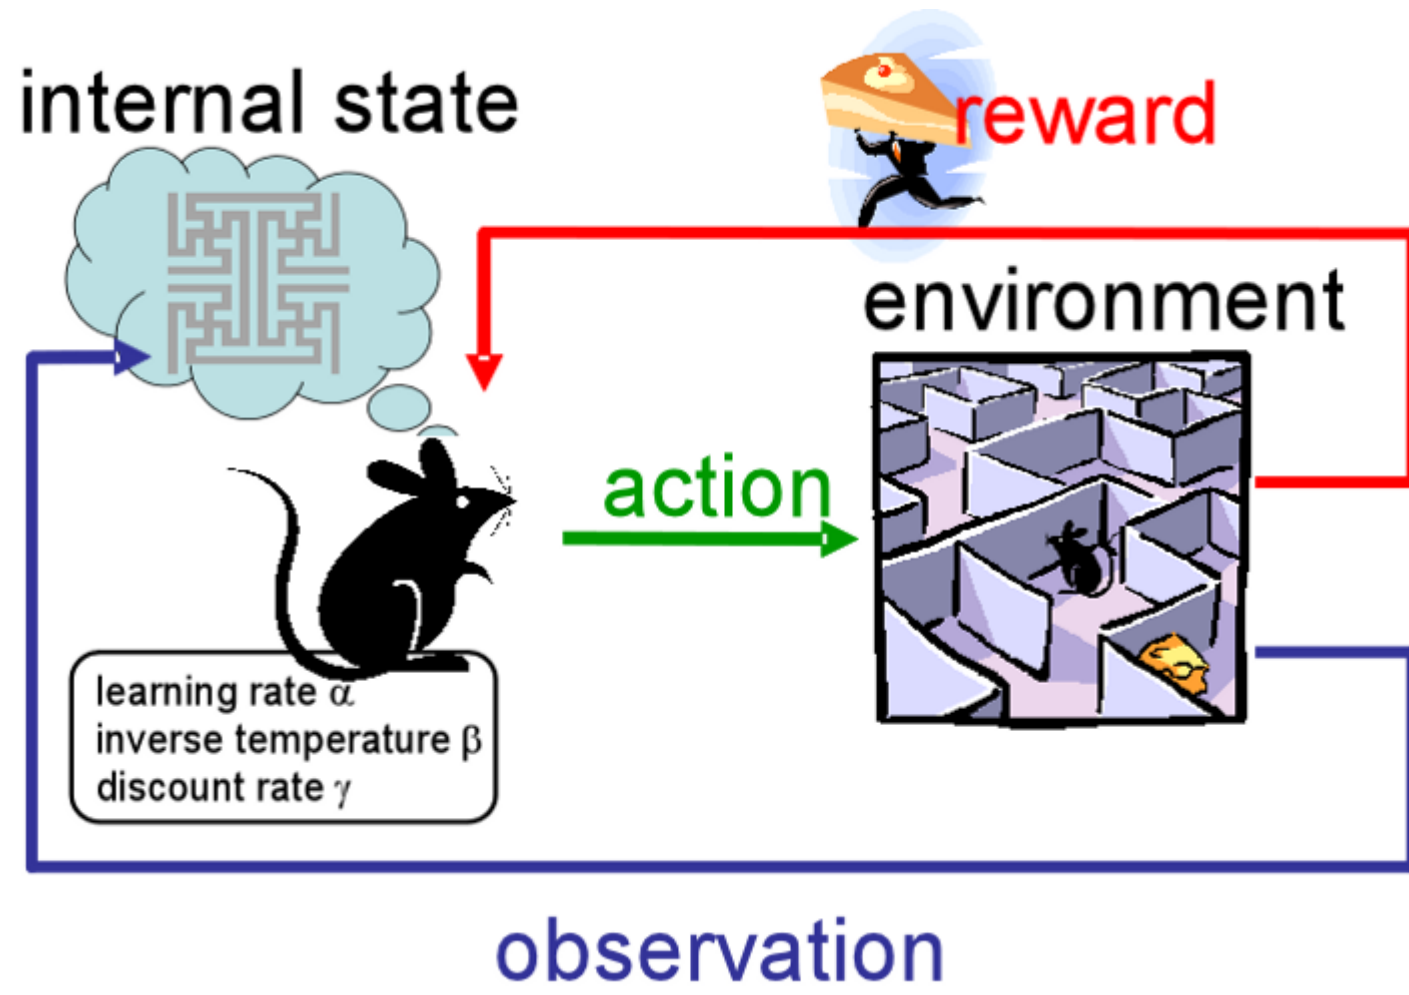 internal state
reward
environment
action
learning rate α
inverse temperature β
discount rate γ
observation